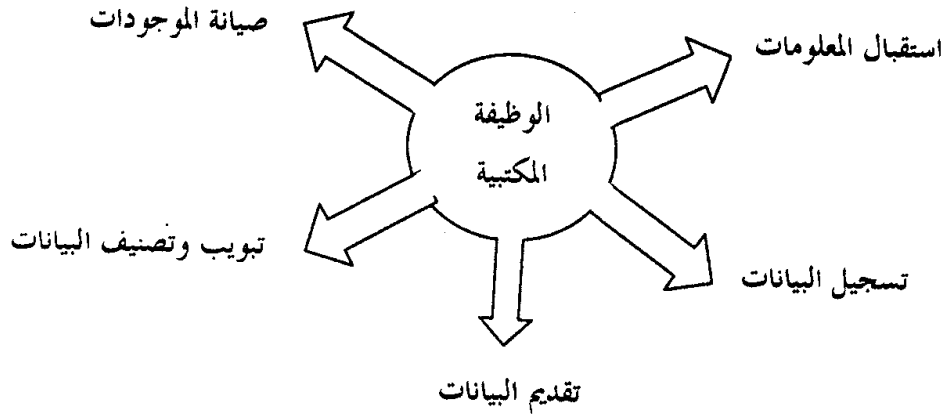 صيانة الموجودات
استقبال المعلومات
الوظيفة
المكتبية
تبويب وتصنيف البيانات
تسجيل البيانات
تقديم البيانات